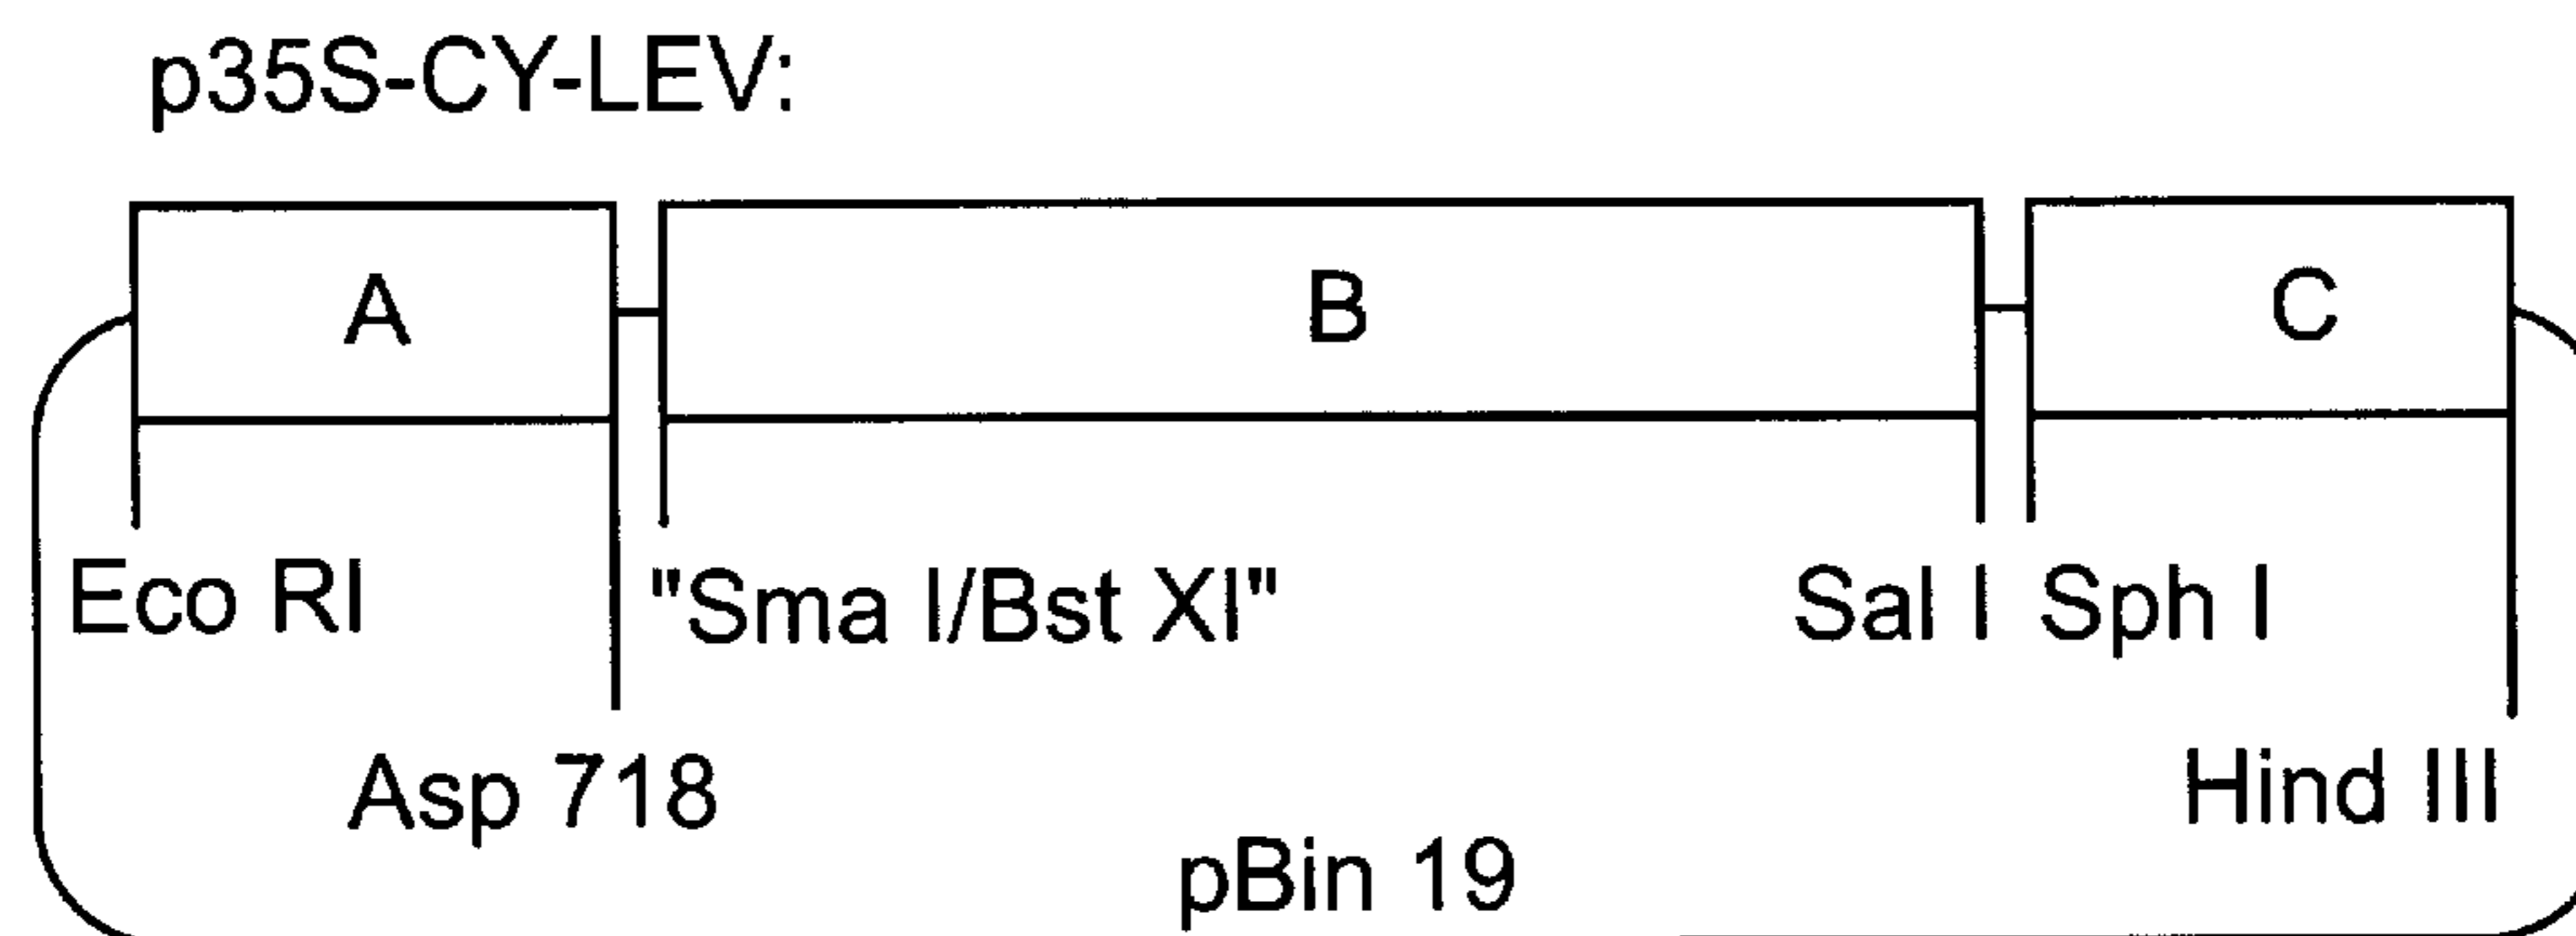 p35S-CY-LEV:
A B C
Eco RI "Sma I/Bst XI" Sal I Sph I
Asp 718 Hind III
pBin 19